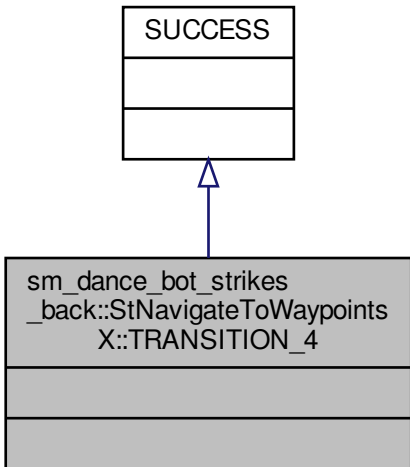 SUCCESS
sm_dance_bot_strikes
_back::StNavigateToWaypoints
X::TRANSITION_4